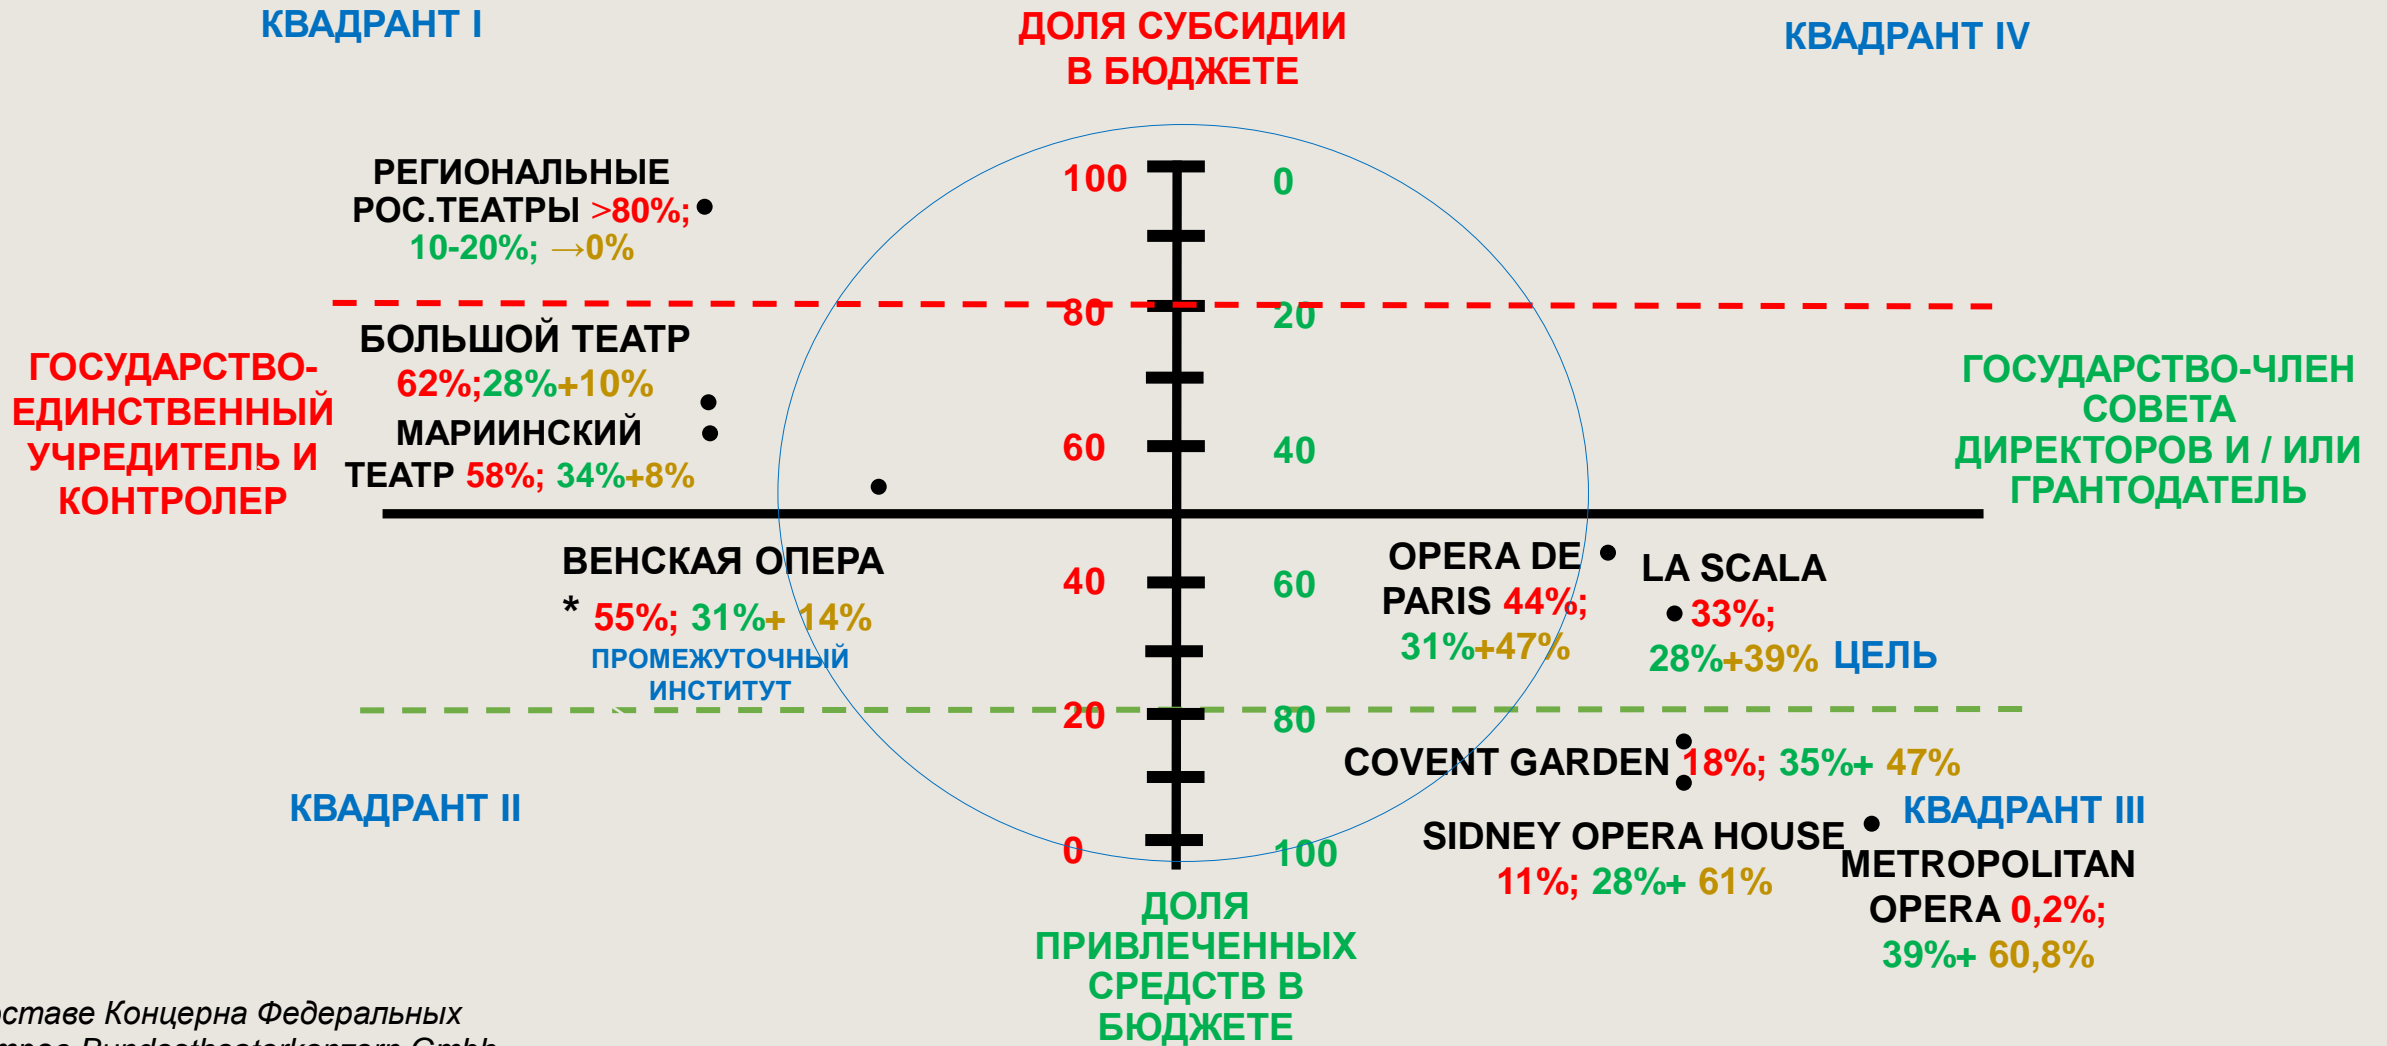 КВАДРАНТ I
ДОЛЯ СУБСИДИИ
В БЮДЖЕТЕ
КВАДРАНТ IV
РЕГИОНАЛЬНЫЕ
РОС.ТЕАТРЫ >80%;
10-20%; →0%
100
0
80
20
60
40
40
60
20
80
0
100
БОЛЬШОЙ ТЕАТР
62%;28%+10%
МАРИИНСКИЙ
ТЕАТР 58%; 34%+8%
ГОСУДАРСТВО-
ЕДИНСТВЕННЫЙ
УЧРЕДИТЕЛЬ И
КОНТРОЛЕР
ГОСУДАРСТВО-ЧЛЕН
СОВЕТА
ДИРЕКТОРОВ И / ИЛИ
ГРАНТОДАТЕЛЬ
ВЕНСКАЯ ОПЕРА
* 55%; 31%+ 14%
ПРОМЕЖУТОЧНЫЙ
ИНСТИТУТ
OPERA DE
PARIS 44%;
31%+47%
LA SCALA
33%;
28%+39% ЦЕЛЬ
COVENT GARDEN 18%; 35%+ 47%
КВАДРАНТ II
КВАДРАНТ III
SIDNEY OPERA HOUSE
11%; 28%+ 61%
METROPOLITAN
OPERA 0,2%;
39%+ 60,8%
ДОЛЯ
ПРИВЛЕЧЕННЫХ
СРЕДСТВ В
БЮДЖЕТЕ
Концерна Федеральных
Bundestheaterkonzern Gmbh